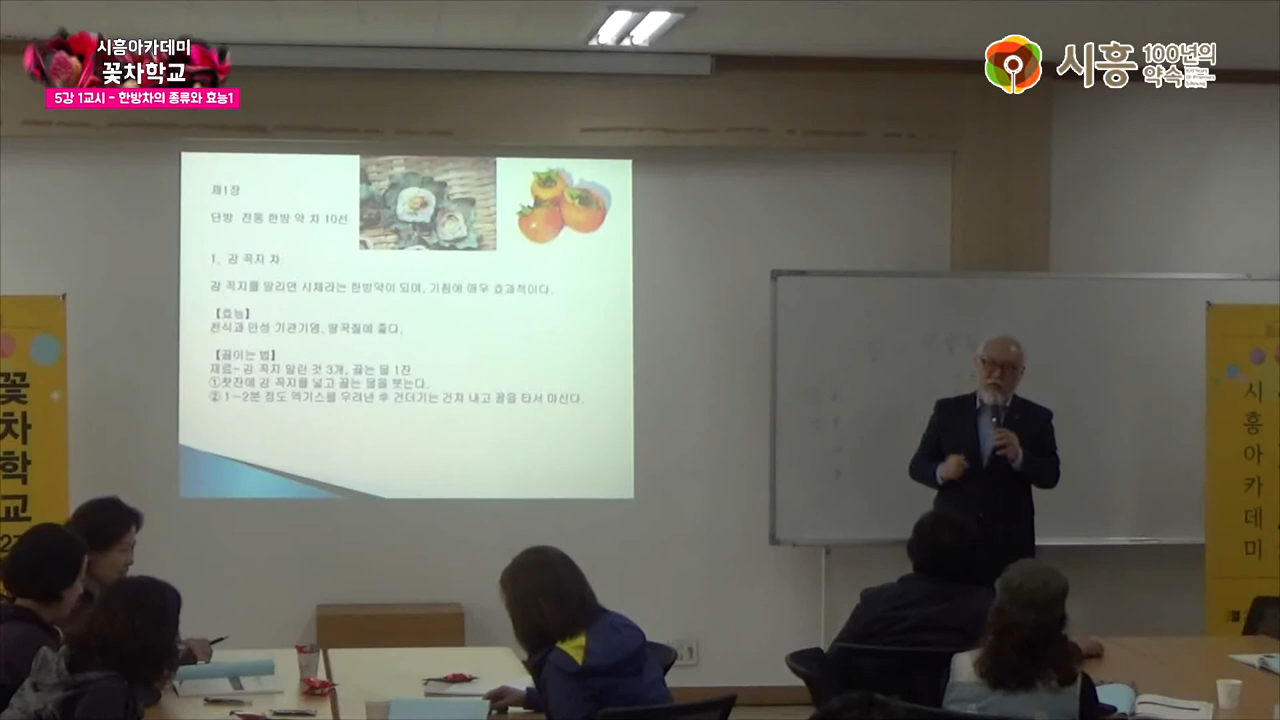 시흥아카데미
꽃차학교
5강 1교시 - 한방차의 종류와 효능1
시흥 100년의
약속
제1장
단방 전통 한방 약 차 10선
1. 감 꼭지 차
감 꼭지를 말리면 시체라는 한방약이 되며, 기침에 매우 효과적이다.
【효능】
천식과 만성 기관기염, 딸꾹질에 좋다.
【끓이는 법】
재료- 감 꼭지 말린 것 3개, 끓는 물 1잔
①찻잔에 감 꼭지를 넣고 끓는 물을 붓는다.
② 1~2분 정도 엑기스를 우려낸 후 건더기는 건져 내고 꿀을 타서 마신다.
꽃차학교
시흥아카데미